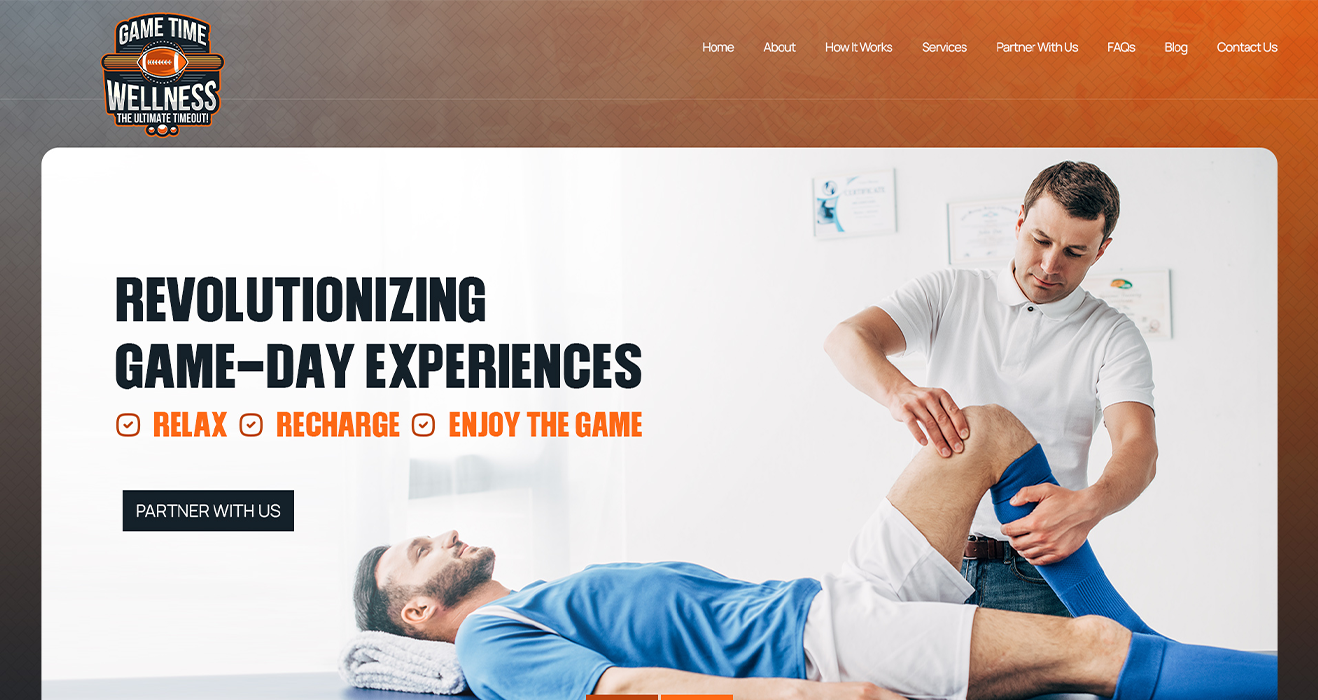 GAME TIME
WELLNESS
THE ULTIMATE TIMEOUT!
Home About How It Works Services Partner With Us FAQs Blog Contact Us
CERTIFICATE
REVOLUTIONIZING
GAME-DAY EXPERIENCES
RELAX RECHARGE ENJOY THE GAME
PARTNER WITH US